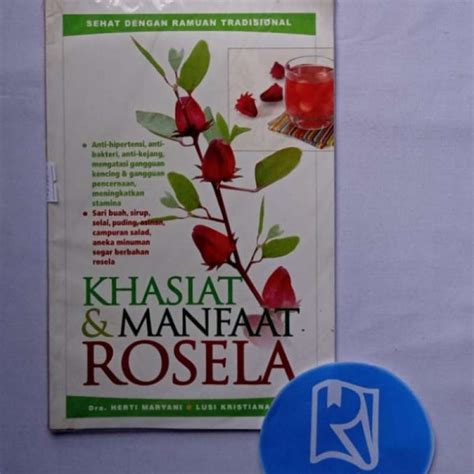 SEHAT DENGAN RAMUAN TRADISIONAL
Anti-hipertensi, anti-
bakteri, anti-kejang,
mengatasi gangguan
kencing & gangguan
pencernaan,
meningkatkan
stamina
Sari buah, sirup,
selai, puding, asinan,
campuran salad,
aneka minuman
segar berbahan
rosela
KHASIAT
& MANFAAT
ROSELA
Dra. HERTI MARYANI LUSI KRISTIANA
R